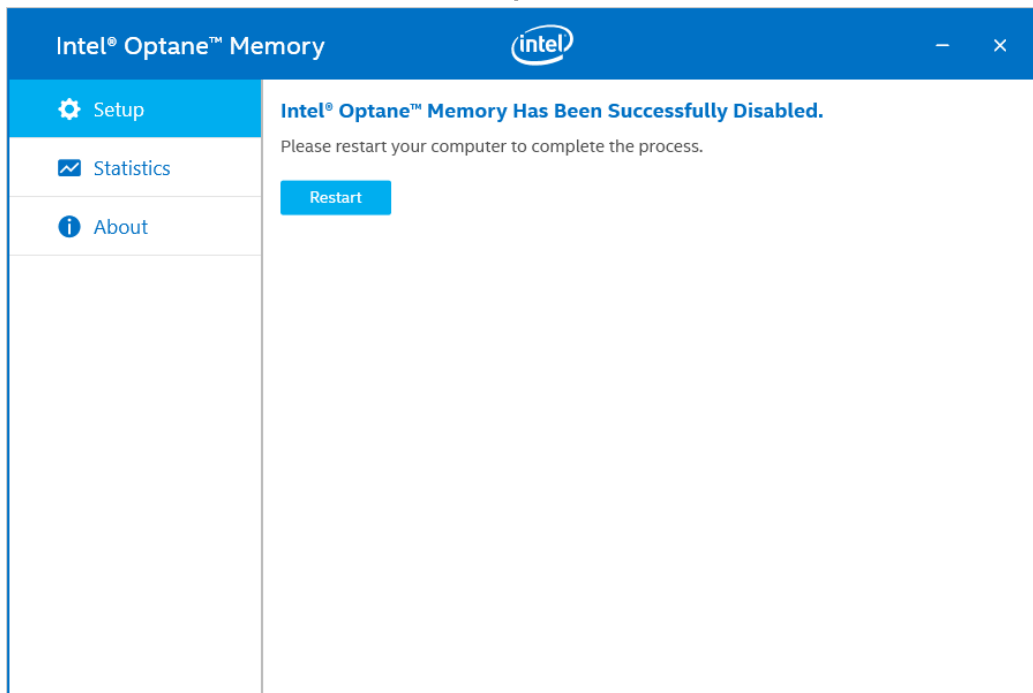 Intel® Optane™ Memory
intel
Setup
Statistics
About
Intel® Optane™ Memory Has Been Successfully Disabled.
Please restart your computer to complete the process.
Restart